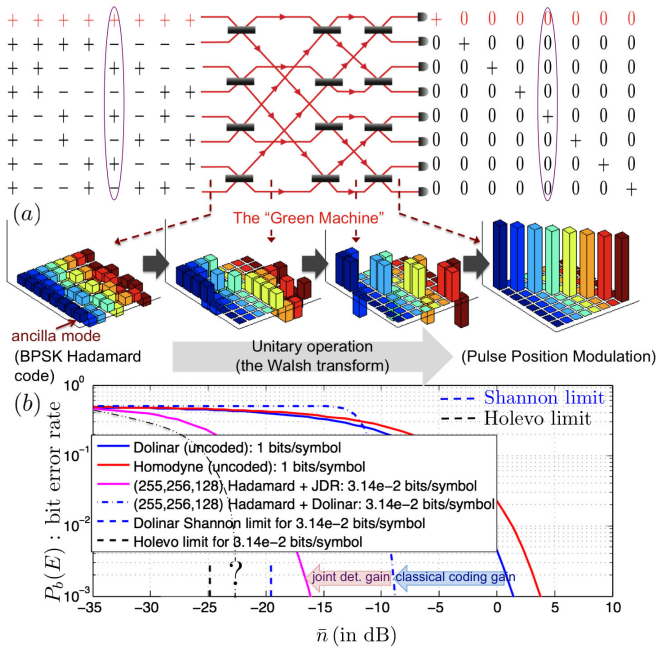 + + + + + + + + + 0 0 0 0 0 0 0
+ + + + − − − − 0 + 0 0 0 0 0 0
+ + − − + + − − 0 0 + 0 0 0 0 0
+ + − − − − + + 0 0 0 + 0 0 0 0
+ − + − + − + − 0 0 0 0 + 0 0 0
+ − + − − + − + 0 0 0 0 0 + 0 0
+ − − + + − − + 0 0 0 0 0 0 + 0
+ − − + − + + − 0 0 0 0 0 0 0 +
(a)
The "Green Machine"
ancilla mode
(BPSK Hadamard
code)
Unitary operation
(the Walsh transform)
(Pulse Position Modulation)
(b)
Shannon limit
Holevo limit
Dolinar (uncoded): 1 bits/symbol
Homodyne (uncoded): 1 bits/symbol
(255,256,128) Hadamard + JDR: 3.14e-2 bits/symbol
(255,256,128) Hadamard + Dolinar: 3.14e-2 bits/symbol
Dolinar Shannon limit for 3.14e-2 bits/symbol
Holevo limit for 3.14e-2 bits/symbol
?
joint det. gain
classical coding gain
P_b(E) : bit error rate
10^0
10^-1
10^-2
10^-3
-35 -30 -25 -20 -15 -10 -5 0 5 10
n̄ (in dB)